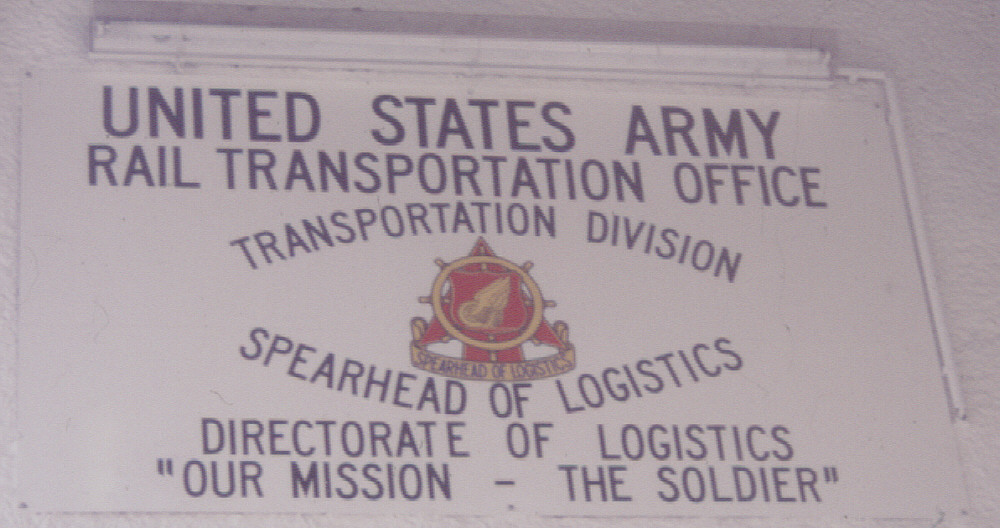 UNITED STATES ARMY
RAIL TRANSPORTATION OFFICE
TRANSPORTATION DIVISION
SPEARHEAD OF LOGISTICS
SPEARHEAD OF LOGISTICS
DIRECTORATE OF LOGISTICS
"OUR MISSION - THE SOLDIER"